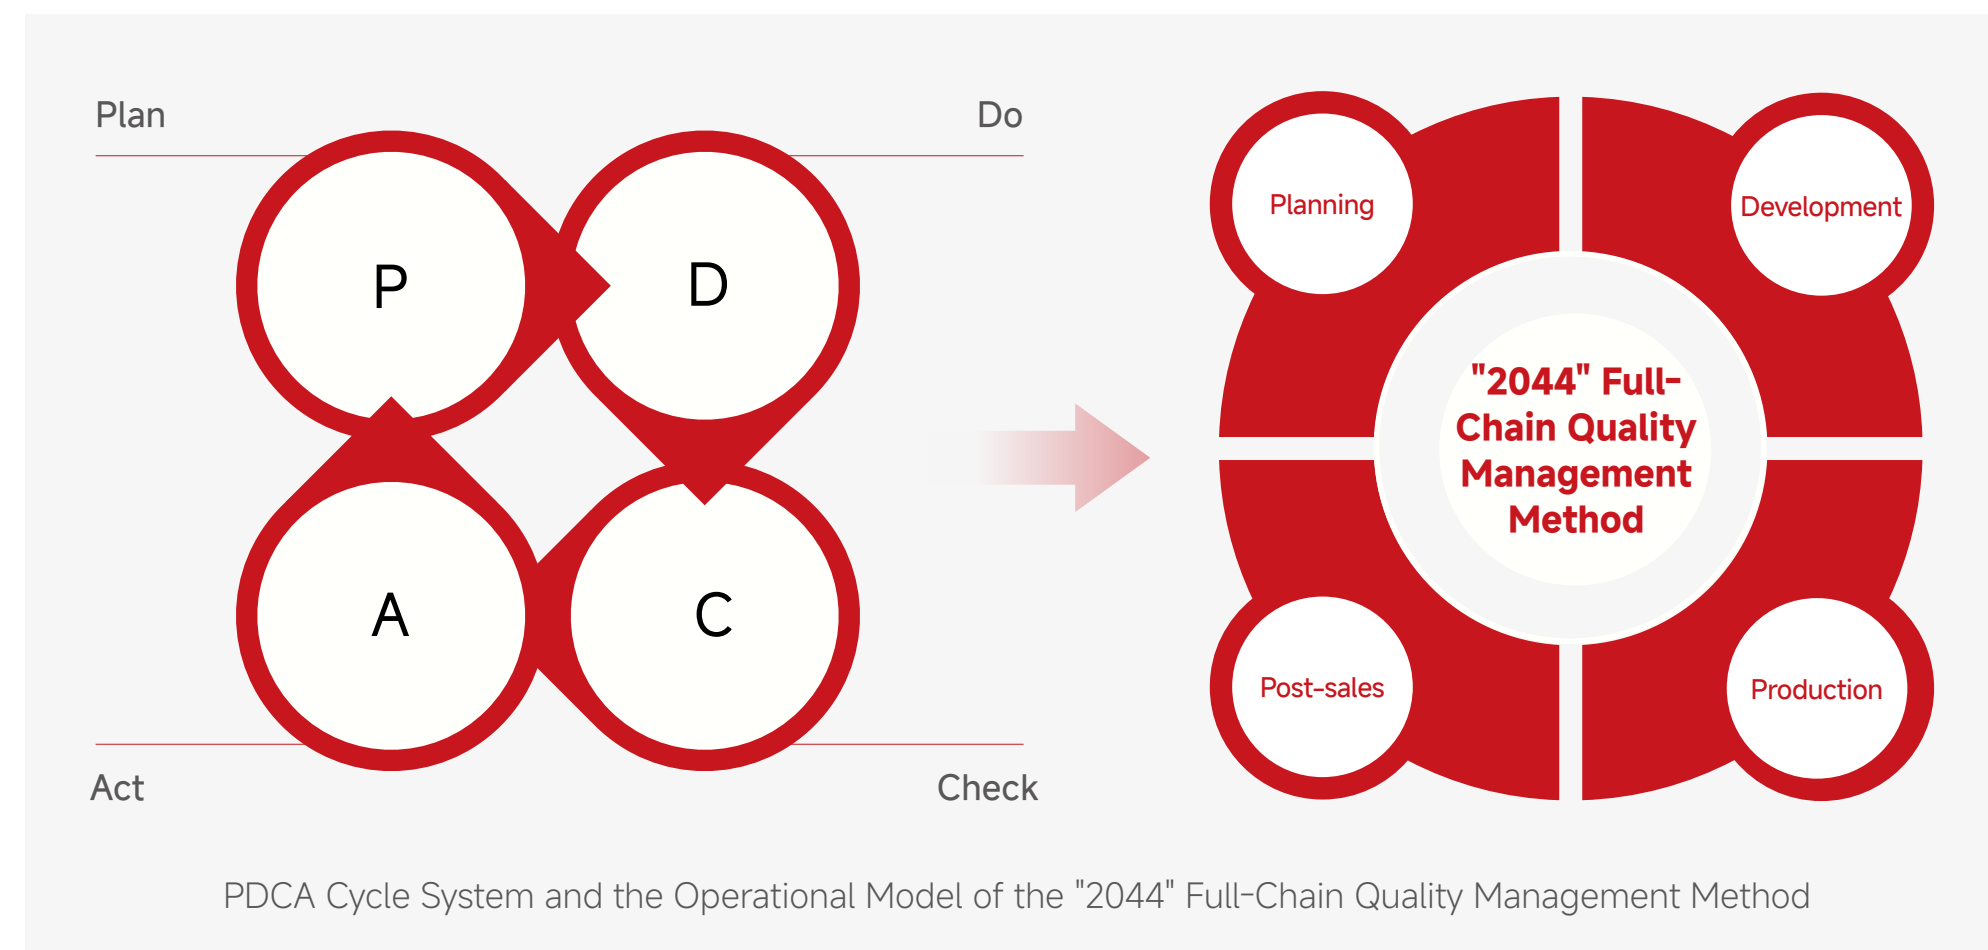 Plan
Do
P
D
A
C
Act
Check
Planning
Development
"2044" Full-
Chain Quality
Management
Method
Post-sales
Production
PDCA Cycle System and the Operational Model of the "2044" Full-Chain Quality Management Method